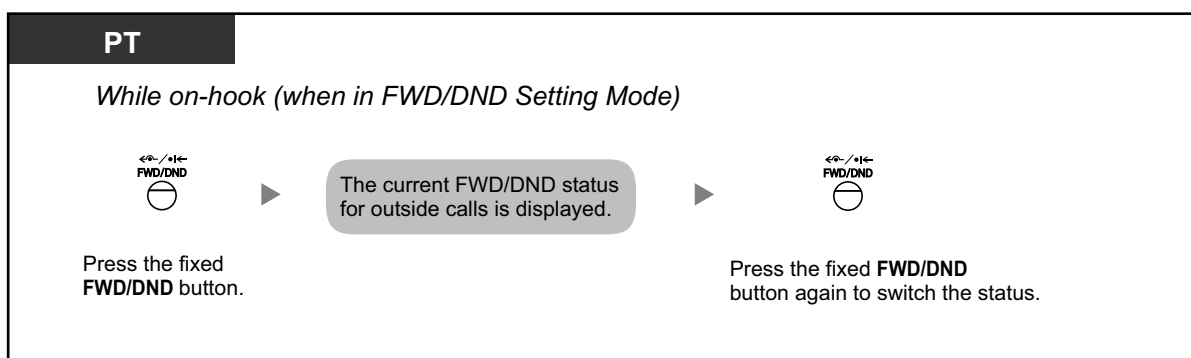 PT
While on-hook (when in FWD/DND Setting Mode)
FWD/DND
The current FWD/DND status
for outside calls is displayed.
FWD/DND
Press the fixed
FWD/DND button.
Press the fixed FWD/DND
button again to switch the status.